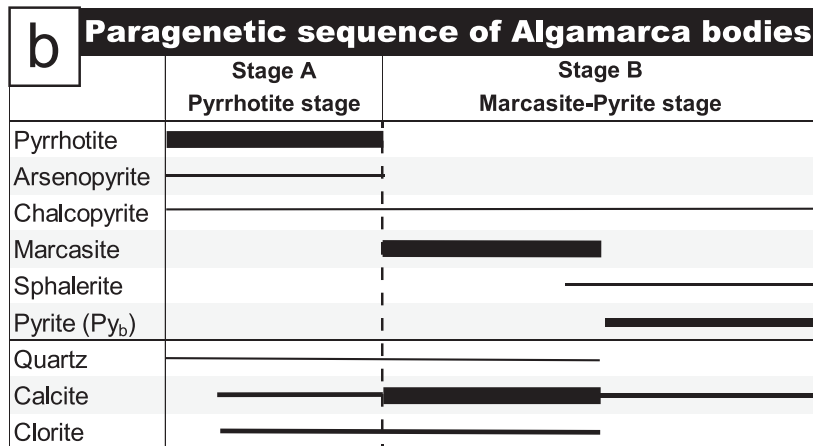 b
Paragenetic sequence of Algamarca bodies
Stage A
Pyrrhotite stage
Stage B
Marcasite-Pyrite stage
Pyrrhotite
Arsenopyrite
Chalcopyrite
Marcasite
Sphalerite
Pyrite (Pyb)
Quartz
Calcite
Clorite